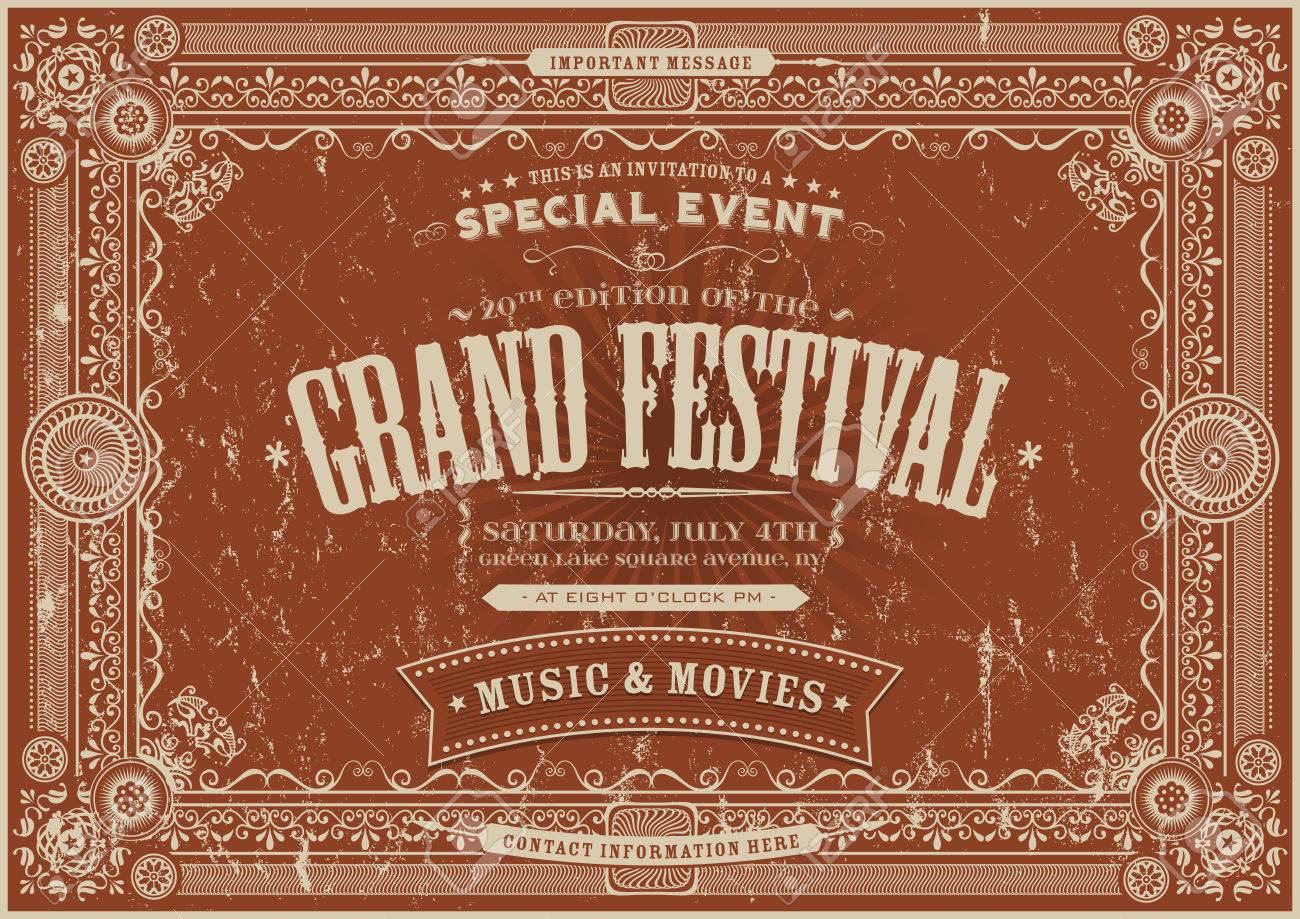 IMPORTANT MESSAGE
THIS IS AN INVITATION TO A
SPECIAL EVENT
20TH EDITION OF THE
GRAND FESTIVAL
SATURDAY, JULY 4TH
GREEN LAKE SQUARE AVENUE, NY
- AT EIGHT O'CLOCK PM -
MUSIC & MOVIES
CONTACT INFORMATION HERE
123RF